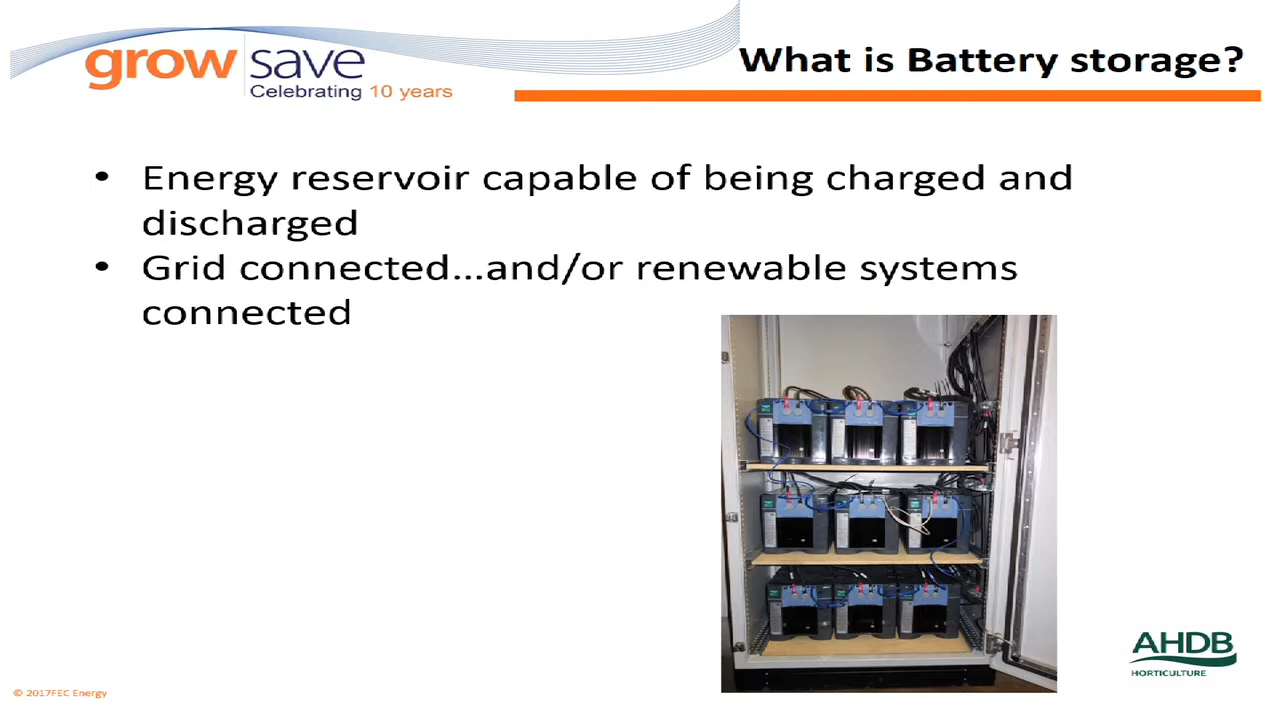 grow save
Celebrating 10 years
What is Battery storage?
• Energy reservoir capable of being charged and
discharged
• Grid connected...and/or renewable systems
connected
AHDB
HORTICULTURE
© 2017FEC Energy